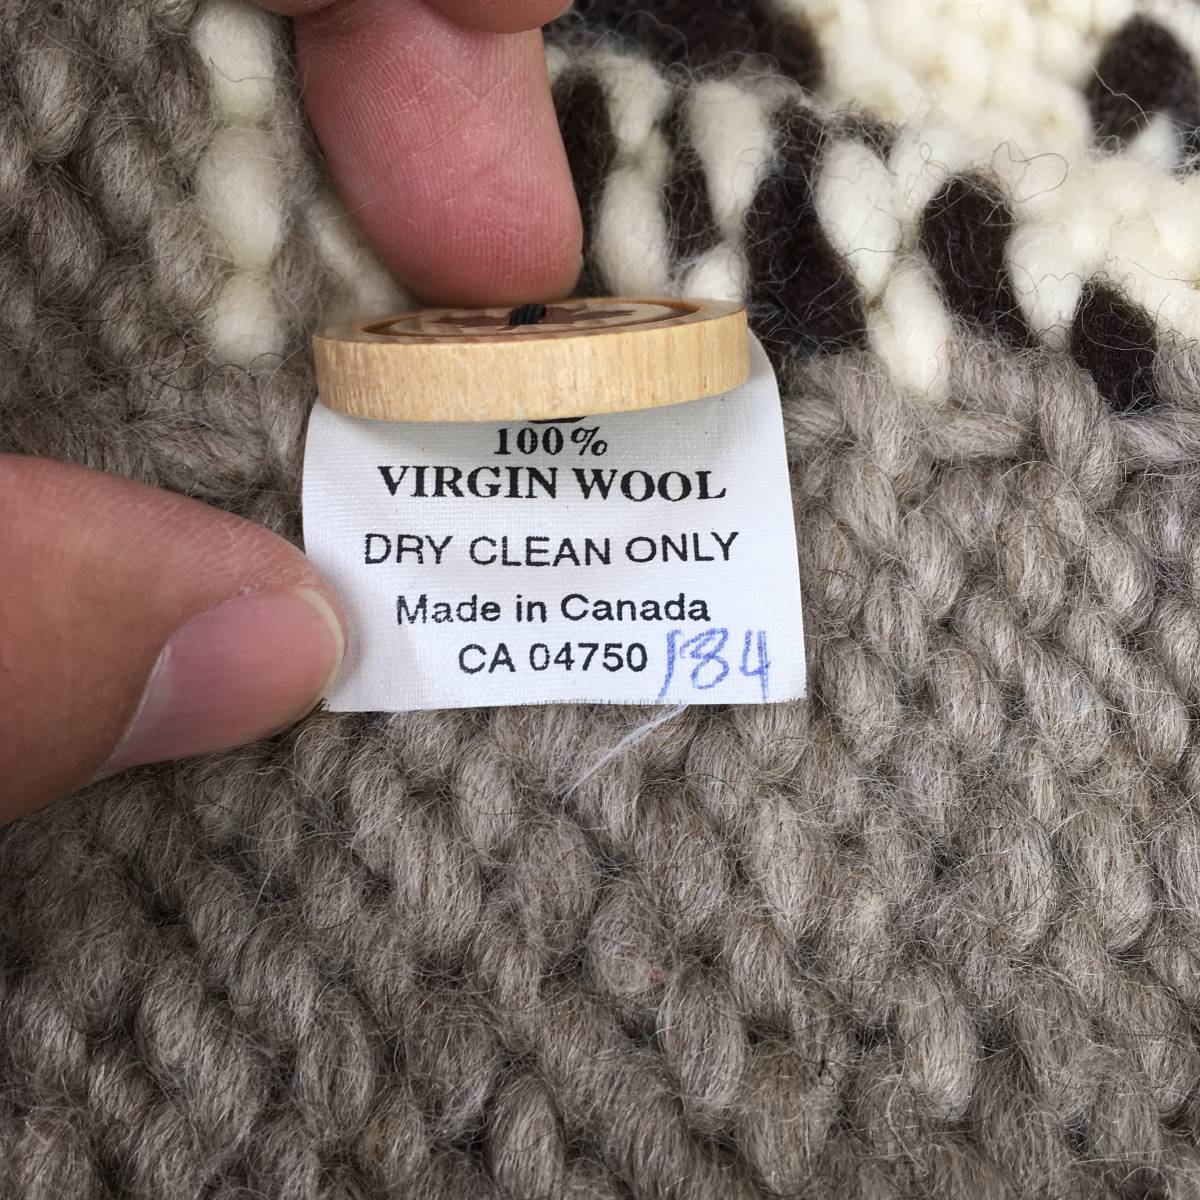 100%
VIRGIN WOOL
DRY CLEAN ONLY
Made in Canada
CA 04750 184